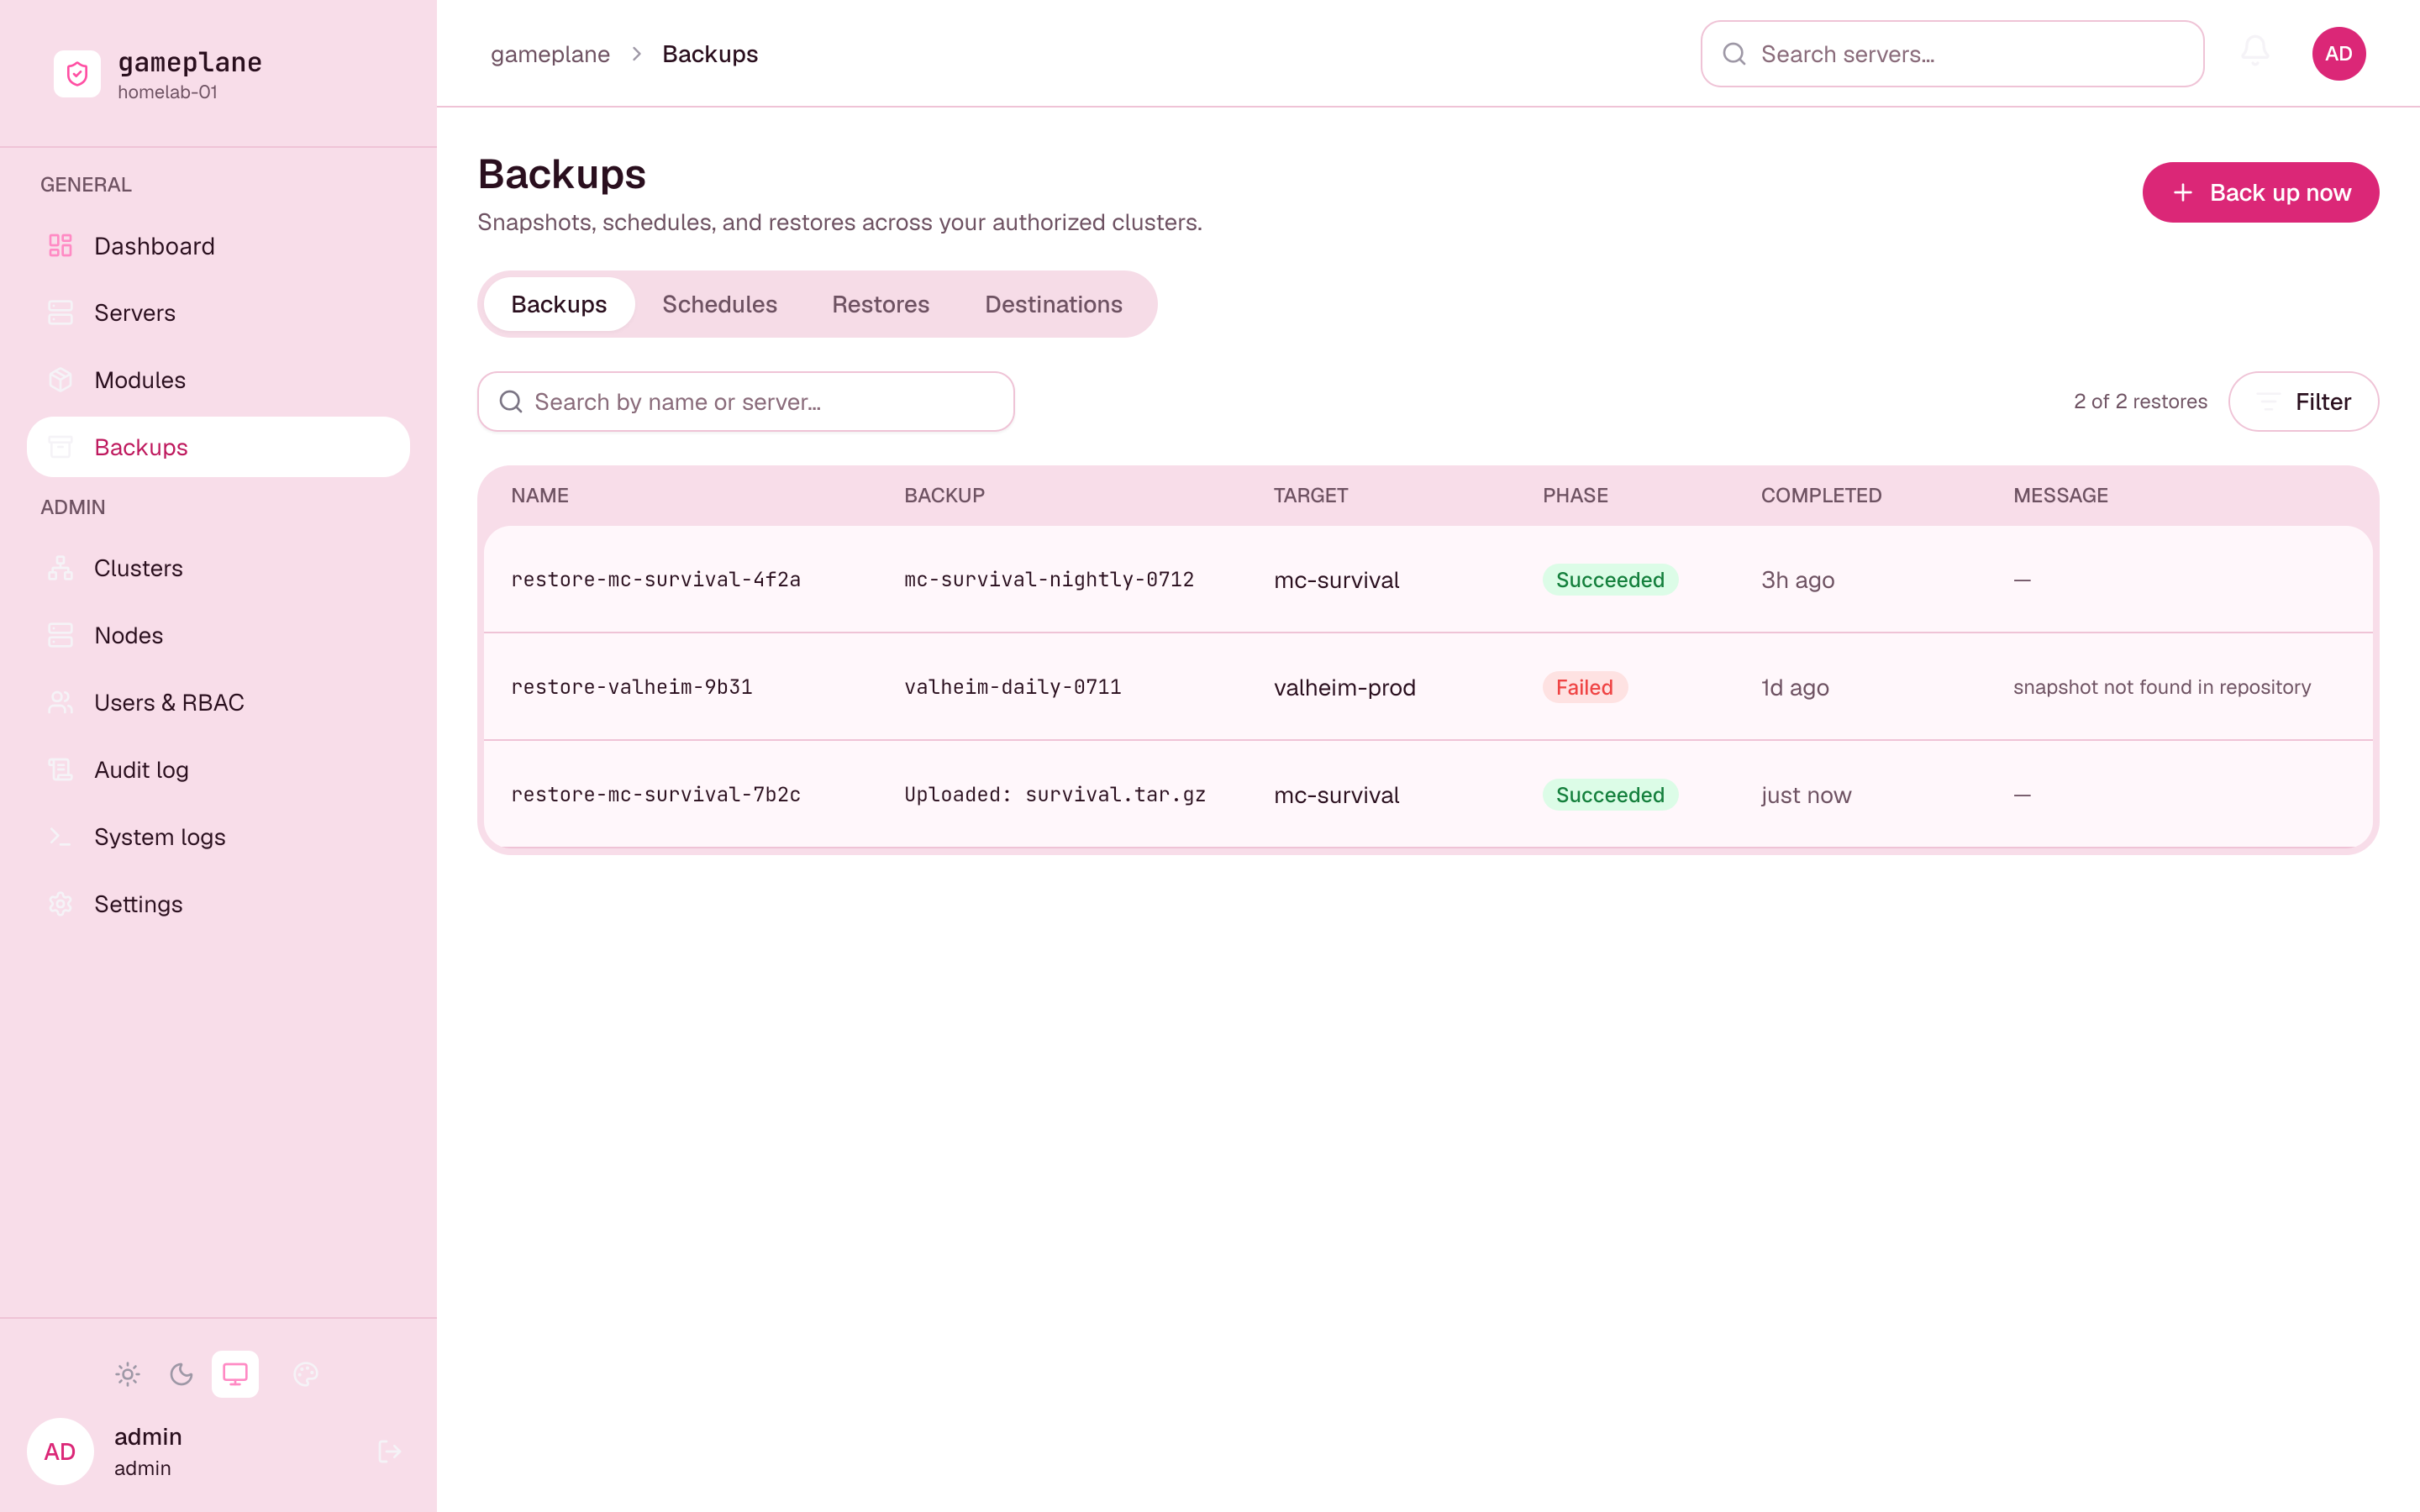 gameplane
homelab-01
GENERAL
Dashboard
Servers
Modules
Backups
ADMIN
Clusters
Nodes
Users & RBAC
Audit log
System logs
Settings
AD
admin
admin
gameplane > Backups
Search servers...
AD
Backups
Snapshots, schedules, and restores across your authorized clusters.
Back up now
Backups Schedules Restores Destinations
Search by name or server...
2 of 2 restores
Filter
NAME BACKUP TARGET PHASE COMPLETED MESSAGE
restore-mc-survival-4f2a mc-survival-nightly-0712 mc-survival Succeeded 3h ago —
restore-valheim-9b31 valheim-daily-0711 valheim-prod Failed 1d ago snapshot not found in repository
restore-mc-survival-7b2c Uploaded: survival.tar.gz mc-survival Succeeded just now —